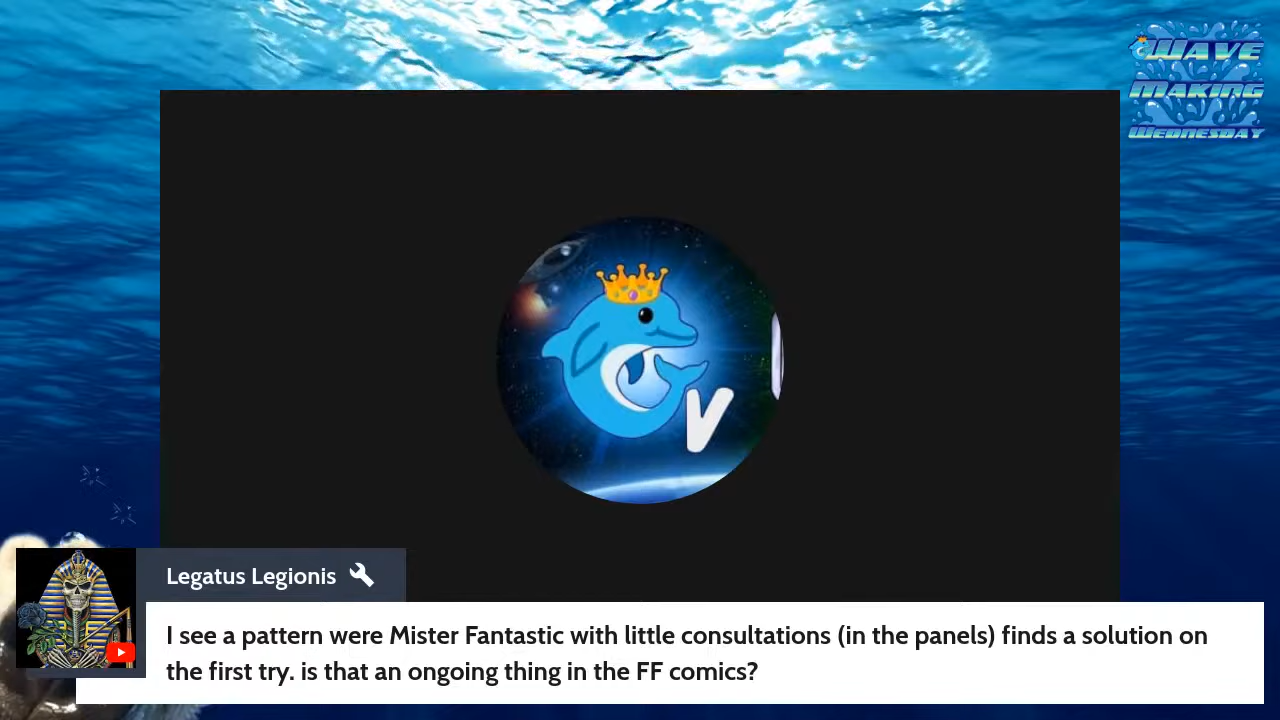 WAVE
MAKING
WEDNESDAY
V
Legatus Legionis
I see a pattern were Mister Fantastic with little consultations (in the panels) finds a solution on
the first try. is that an ongoing thing in the FF comics?